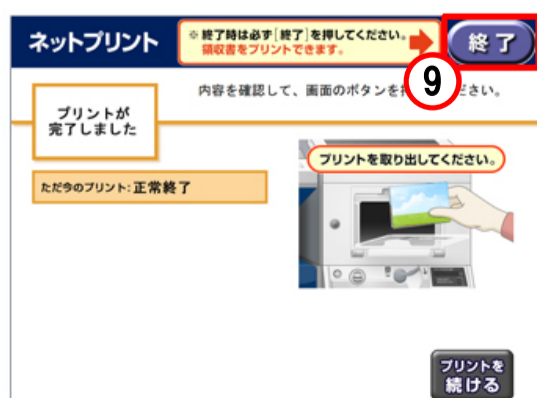 ネットプリント
※ 終了時は必ず[終了]を押してください。
領収書をプリントできます。
終了
9
内容を確認して、画面のボタンを押
ださい。
プリントが
完了しました
プリントを取り出してください。
ただ今のプリント: 正常終了
プリントを
続ける